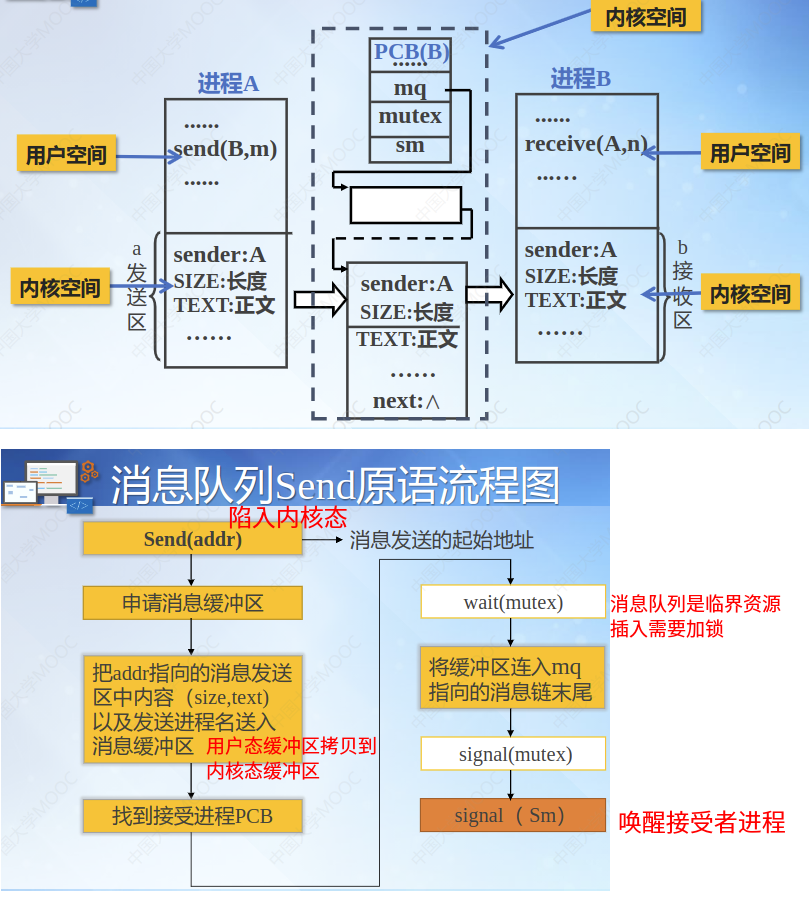 内核空间
PCB(B)
......
mq
mutex
sm
进程A
......
send(B,m)
......
进程B
......
receive(A,n)
...…
用户空间
用户空间
a
发
送
区
sender:A
SIZE:长度
TEXT:正文
……
内核空间
sender:A
SIZE:长度
TEXT:正文
……
next:∧
sender:A
SIZE:长度
TEXT:正文
……
b
接
收
区
内核空间
消息队列Send原语流程图
</>
陷入内核态
Send(addr)
消息发送的起始地址
申请消息缓冲区
把addr指向的消息发送
区中内容（size,text)
以及发送进程名送入
消息缓冲区
用户态缓冲区拷贝到
内核态缓冲区
找到接受进程PCB
wait(mutex)
消息队列是临界资源
插入需要加锁
将缓冲区连入mq
指向的消息链末尾
signal(mutex)
signal（ Sm）
唤醒接受者进程
中国大学MOOC